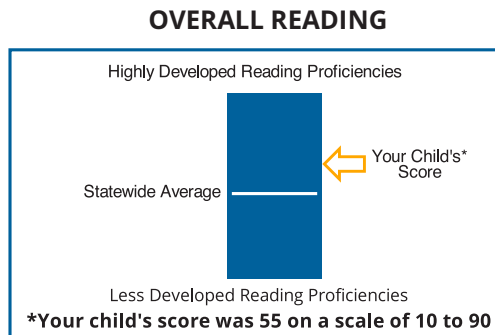 OVERALL READING
Highly Developed Reading Proficiencies
Your Child's*
Score
Statewide Average
Less Developed Reading Proficiencies
*Your child's score was 55 on a scale of 10 to 90